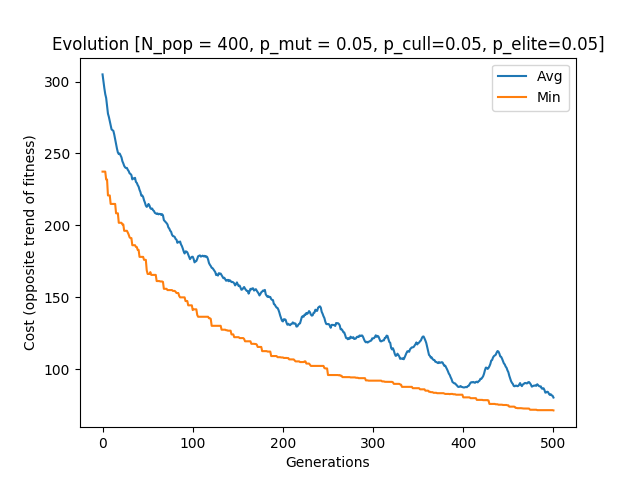 Evolution [N_pop = 400, p_mut = 0.05, p_cull=0.05, p_elite=0.05]
Avg
Min
Cost (opposite trend of fitness)
300
250
200
150
100
0 100 200 300 400 500
Generations